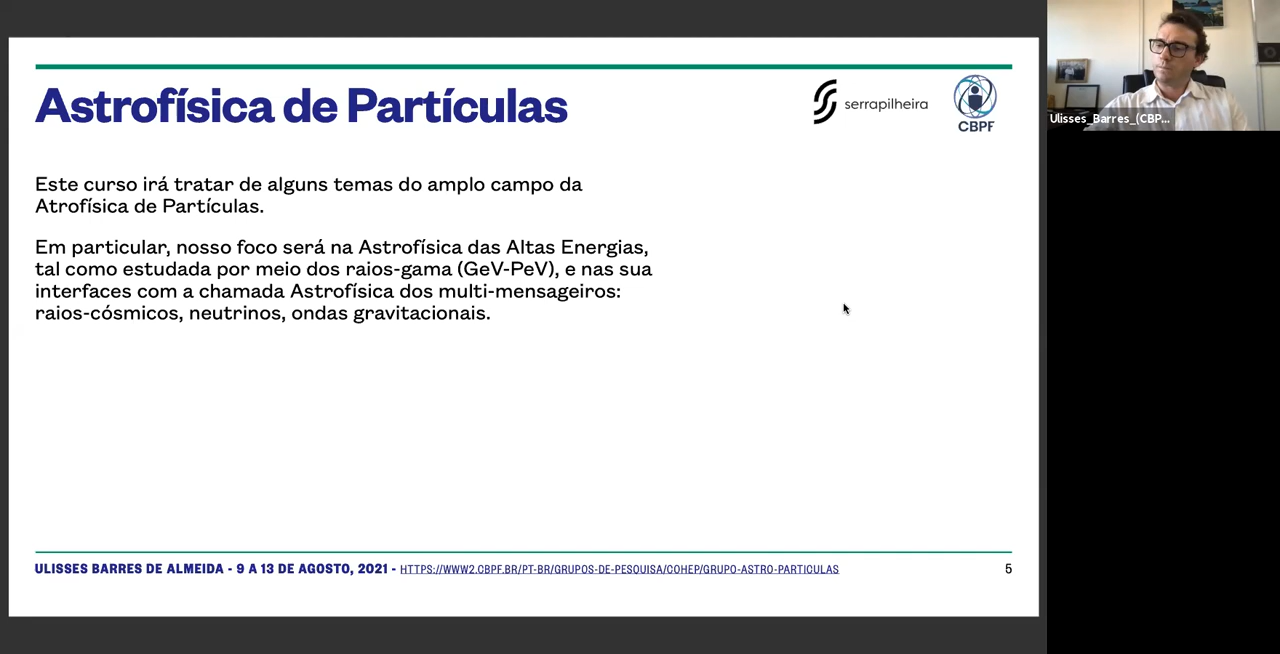 Astrofísica de Partículas
serrapilheira
CBPF
Este curso irá tratar de alguns temas do amplo campo da
Atrofísica de Partículas.
Em particular, nosso foco será na Astrofísica das Altas Energias,
tal como estudada por meio dos raios-gama (GeV-PeV), e nas sua
interfaces com a chamada Astrofísica dos multi-mensageiros:
raios-cósmicos, neutrinos, ondas gravitacionais.
ULISSES BARRES DE ALMEIDA - 9 A 13 DE AGOSTO, 2021 - HTTPS://WWW2.CBPF.BR/PT-BR/GRUPOS-DE-PESQUISA/COHEP/GRUPO-ASTRO-PARTICULAS
5
Ulisses_Barres_(CBP...